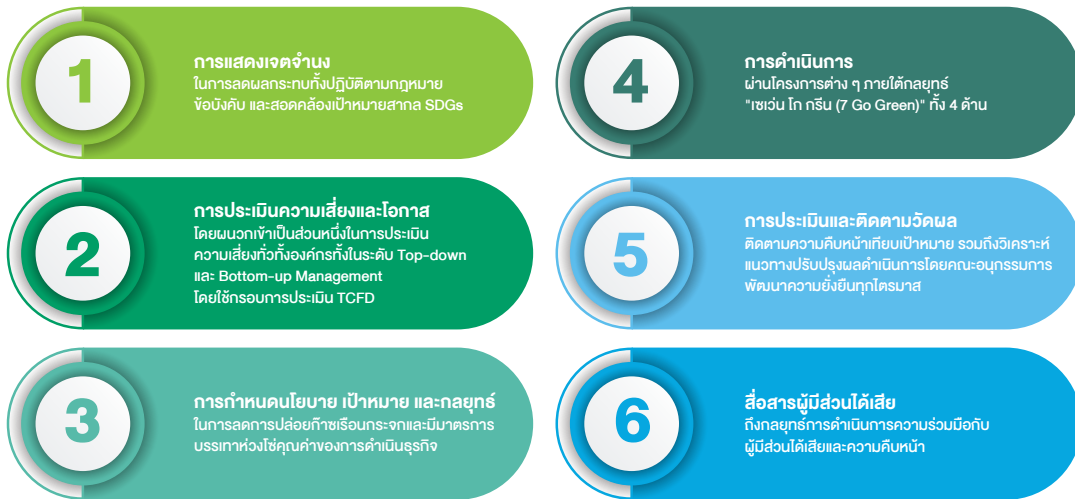 1
การแสดงเจตจำนง
ในการลดผลกระทบทั้งปฏิบัติตามกฎหมาย
ข้อบังคับ และสอดคล้องเป้าหมายสากล SDGs
2
การประเมินความเสี่ยงและโอกาส
โดยผนวกเข้าเป็นส่วนหนึ่งในการประเมิน
ความเสี่ยงทั่วทั้งองค์กรทั้งในระดับ Top-down
และ Bottom-up Management
โดยใช้กรอบการประเมิน TCFD
3
การกำหนดนโยบาย เป้าหมาย และกลยุทธ์
ในการลดการปล่อยก๊าซเรือนกระจกและมีมาตรการ
บรรเทาห่วงโซ่คุณค่าของการดำเนินธุรกิจ
4
การดำเนินการ
ผ่านโครงการต่าง ๆ ภายใต้กลยุทธ์
"เซเว่น โก กรีน (7 Go Green)" ทั้ง 4 ด้าน
5
การประเมินและติดตามวัดผล
ติดตามความคืบหน้าเทียบเป้าหมาย รวมถึงวิเคราะห์
แนวทางปรับปรุงผลดำเนินการโดยคณะอนุกรรมการ
พัฒนาความยั่งยืนทุกไตรมาส
6
สื่อสารผู้มีส่วนได้เสีย
ถึงกลยุทธ์การดำเนินการความร่วมมือกับ
ผู้มีส่วนได้เสียและความคืบหน้า